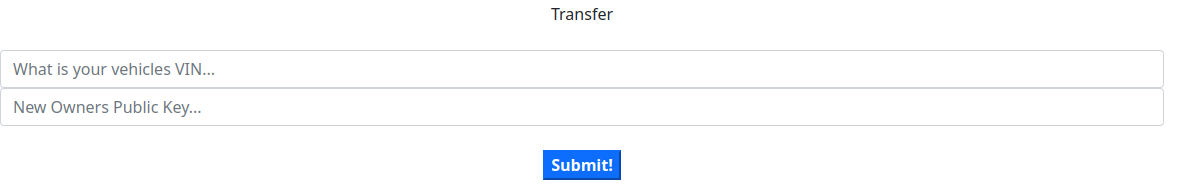 Transfer
What is your vehicles VIN...
New Owners Public Key...
Submit!